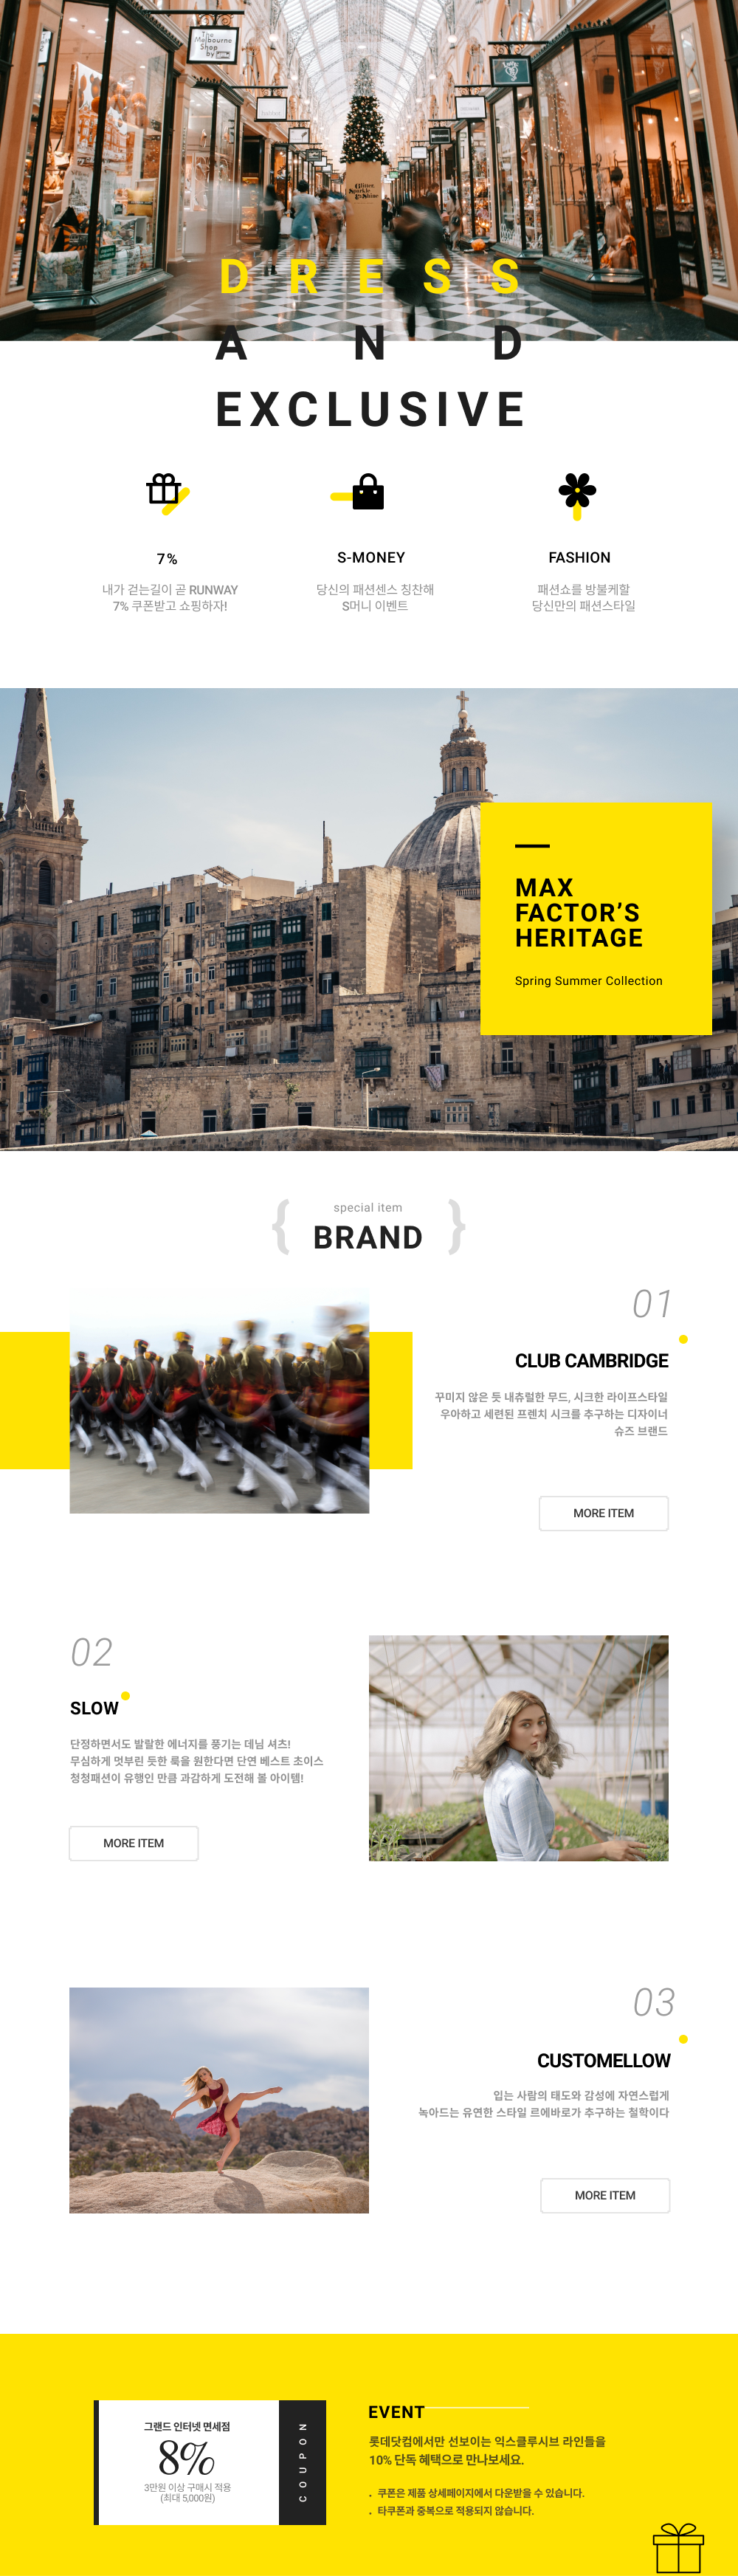 The
Melbourne
Shop
by
Glitter,
Sparkle
& Shine
DRESS
AND
EXCLUSIVE
7%
내가 걷는길이 곧 RUNWAY
7% 쿠폰받고 쇼핑하자!
S-MONEY
당신의 패션센스 칭찬해
S머니 이벤트
FASHION
패션쇼를 방불케할
당신만의 패션스타일
MAX
FACTOR’S
HERITAGE
Spring Summer Collection
special item
{ BRAND }
01
CLUB CAMBRIDGE
꾸미지 않은 듯 내츄럴한 무드, 시크한 라이프스타일
우아하고 세련된 프렌치 시크를 추구하는 디자이너
슈즈 브랜드
MORE ITEM
02
SLOW
단정하면서도 발랄한 에너지를 풍기는 데님 셔츠!
무심하게 멋부린 듯한 룩을 원한다면 단연 베스트 초이스
청청패션이 유행인 만큼 과감하게 도전해 볼 아이템!
MORE ITEM
03
CUSTOMELLOW
입는 사람의 태도와 감성에 자연스럽게
녹아드는 유연한 스타일 르에바로가 추구하는 철학이다
MORE ITEM
그랜드 인터넷 면세점
8%
3만원 이상 구매시 적용
(최대 5,000원)
COUPON
EVENT
롯데닷컴에서만 선보이는 익스클루시브 라인들을
10% 단독 혜택으로 만나보세요.
. 쿠폰은 제품 상세페이지에서 다운받을 수 있습니다.
. 타쿠폰과 중복으로 적용되지 않습니다.